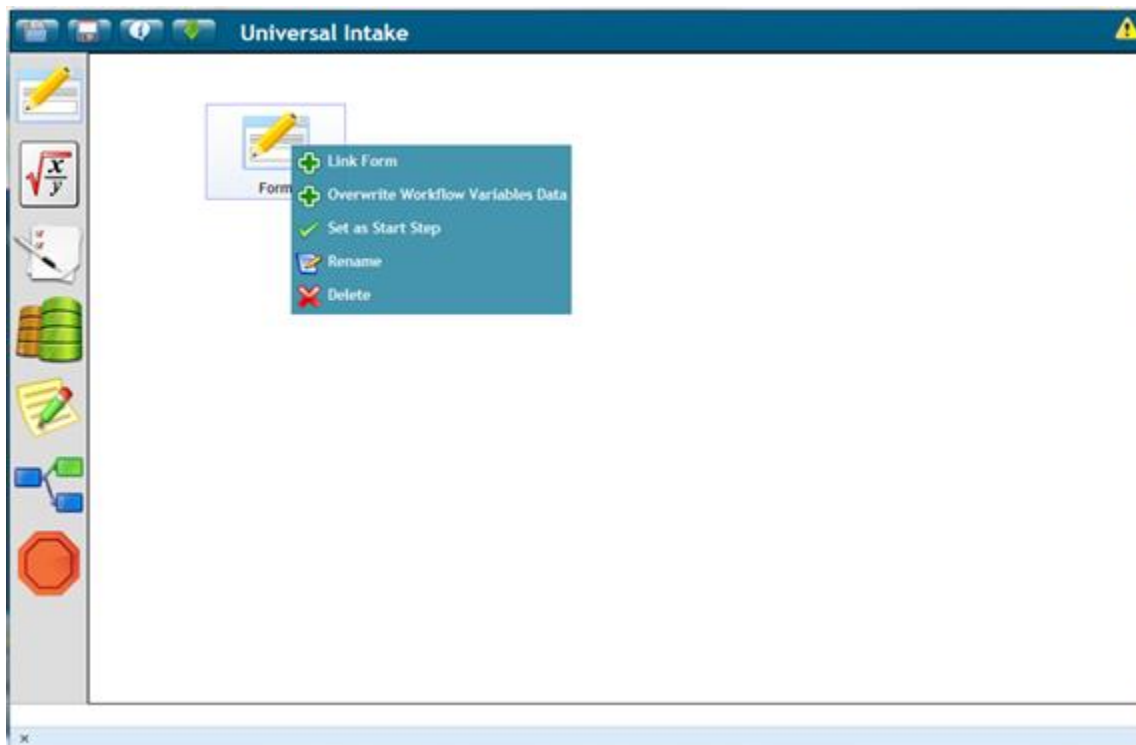 Universal Intake
Form
Link Form
Overwrite Workflow Variables Data
Set as Start Step
Rename
Delete